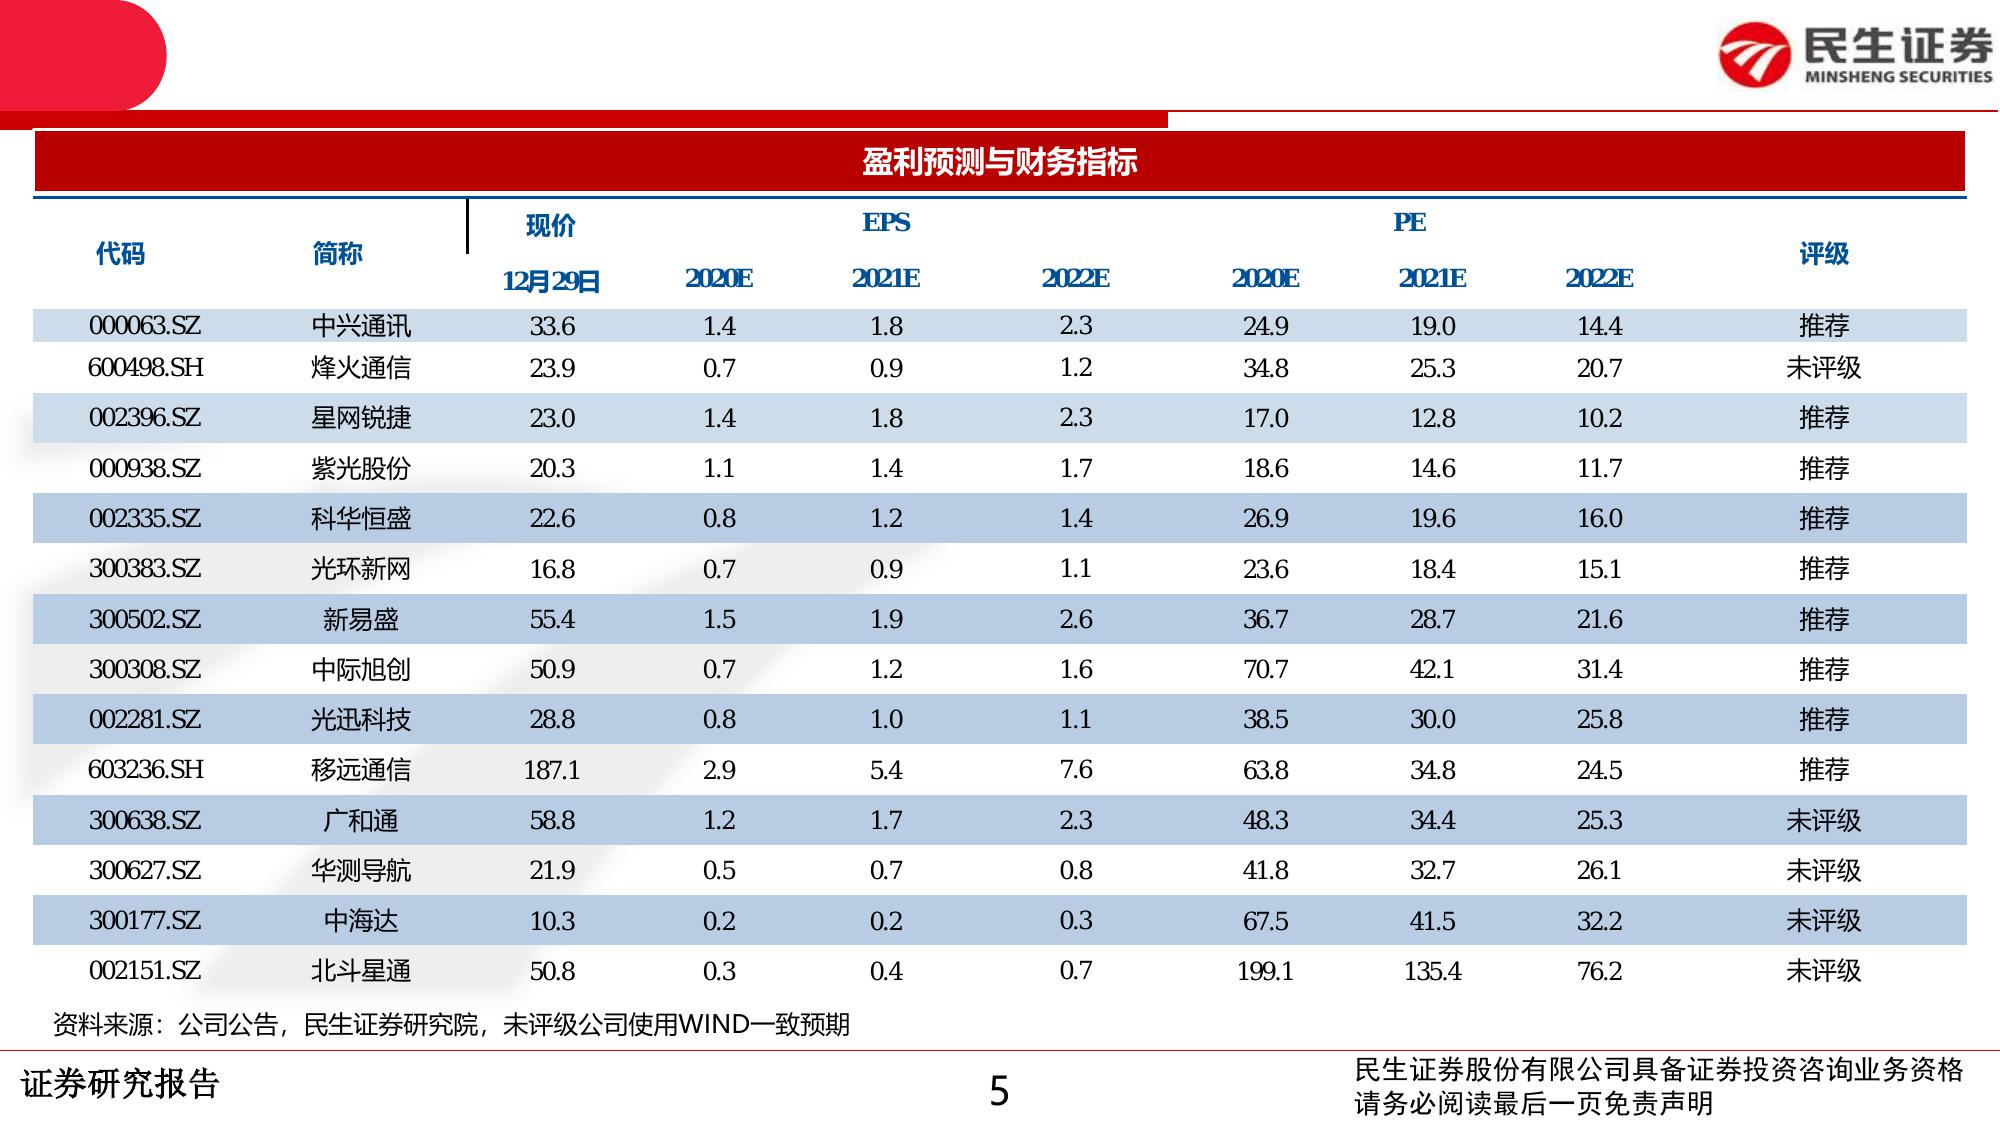 民生证券
MINSHENG SECURITIES
盈利预测与财务指标
代码 简称 现价 EPS PE 评级
12月29日 2020E 2021E 2022E 2020E 2021E 2022E
000063.SZ 中兴通讯 33.6 1.4 1.8 2.3 24.9 19.0 14.4 推荐
600498.SH 烽火通信 23.9 0.7 0.9 1.2 34.8 25.3 20.7 未评级
002396.SZ 星网锐捷 23.0 1.4 1.8 2.3 17.0 12.8 10.2 推荐
000938.SZ 紫光股份 20.3 1.1 1.4 1.7 18.6 14.6 11.7 推荐
002335.SZ 科华恒盛 22.6 0.8 1.2 1.4 26.9 19.6 16.0 推荐
300383.SZ 光环新网 16.8 0.7 0.9 1.1 23.6 18.4 15.1 推荐
300502.SZ 新易盛 55.4 1.5 1.9 2.6 36.7 28.7 21.6 推荐
300308.SZ 中际旭创 50.9 0.7 1.2 1.6 70.7 42.1 31.4 推荐
002281.SZ 光迅科技 28.8 0.8 1.0 1.1 38.5 30.0 25.8 推荐
603236.SH 移远通信 187.1 2.9 5.4 7.6 63.8 34.8 24.5 推荐
300638.SZ 广和通 58.8 1.2 1.7 2.3 48.3 34.4 25.3 未评级
300627.SZ 华测导航 21.9 0.5 0.7 0.8 41.8 32.7 26.1 未评级
300177.SZ 中海达 10.3 0.2 0.2 0.3 67.5 41.5 32.2 未评级
002151.SZ 北斗星通 50.8 0.3 0.4 0.7 199.1 135.4 76.2 未评级
资料来源：公司公告，民生证券研究院，未评级公司使用WIND一致预期
证券研究报告
5
民生证券股份有限公司具备证券投资咨询业务资格
请务必阅读最后一页免责声明